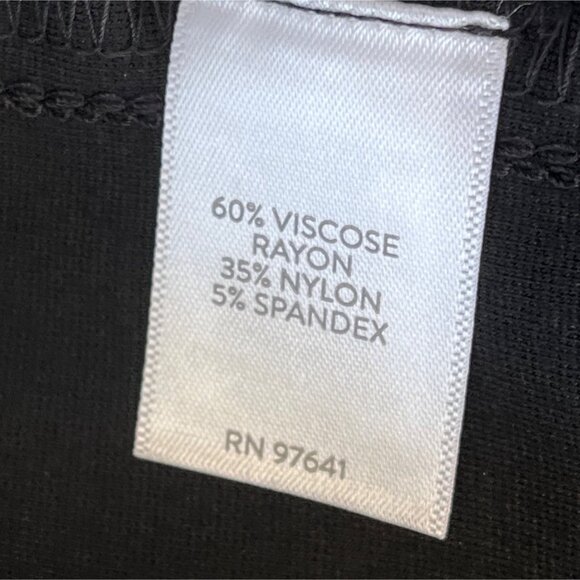 60% VISCOSE
RAYON
35% NYLON
5% SPANDEX
RN 97641